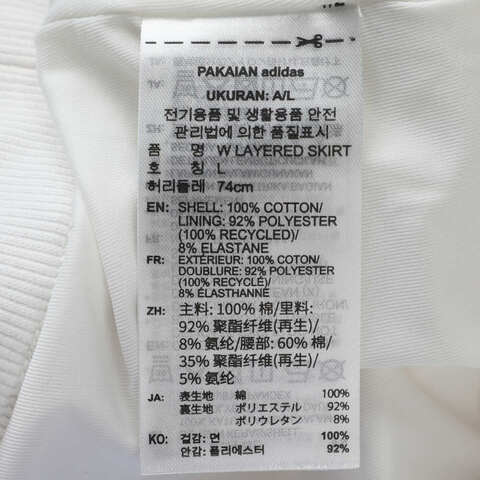 PAKAIAN adidas
UKURAN: A/L
전기용품 및 생활용품 안전
관리법에 의한 품질표시
품 명 W LAYERED SKIRT
호 칭 L
허리둘레 74cm
EN: SHELL: 100% COTTON/
LINING: 92% POLYESTER
(100% RECYCLED)/
8% ELASTANE
FR: EXTÉRIEUR: 100% COTON/
DOUBLURE: 92% POLYESTER
(100% RECYCLÉ)/
8% ÉLASTHANNE
ZH: 主料: 100% 棉/里料:
92% 聚酯纤维(再生)/
8% 氨纶/腰部: 60% 棉/
35% 聚酯纤维(再生)/
5% 氨纶
JA: 表生地 綿 100%
裏生地 ポリエステル 92%
ポリウレタン 8%
KO: 겉감: 면 100%
안감: 폴리에스터 92%